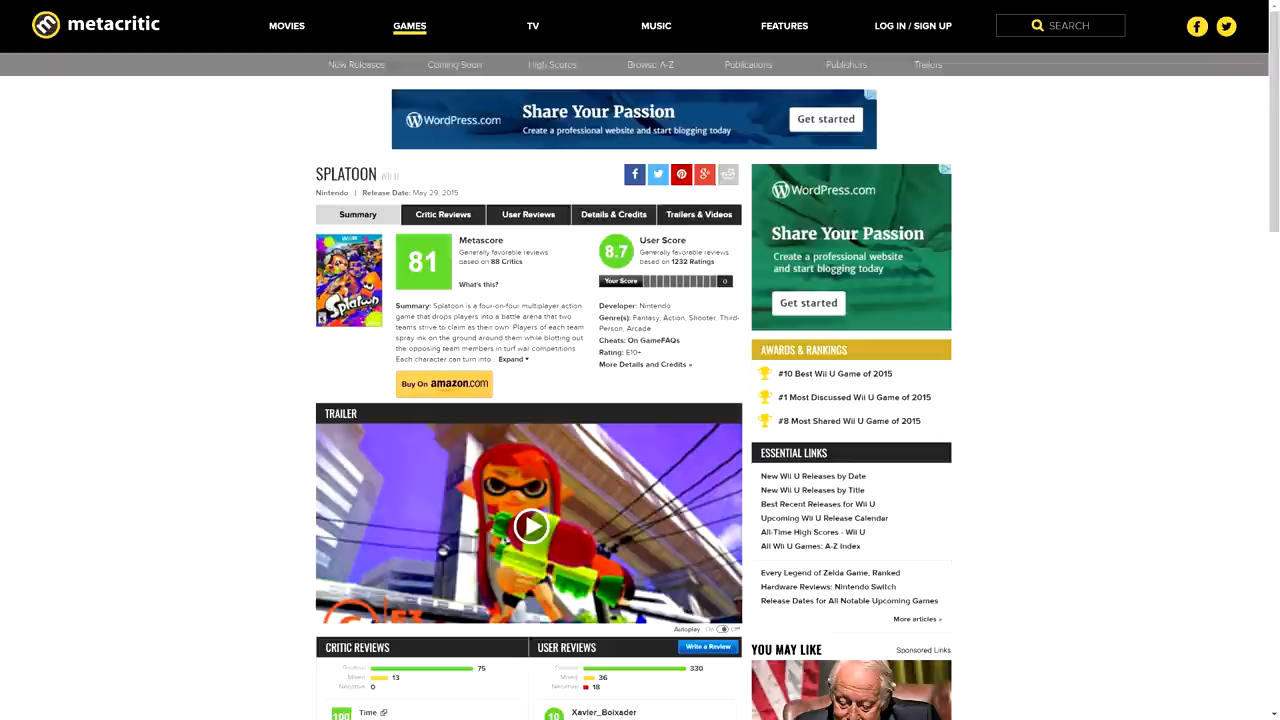 metacritic
MOVIES
GAMES
TV
MUSIC
FEATURES
LOG IN / SIGN UP
SEARCH
New Releases
Coming Soon
High Scores
Browse A-Z
Publications
Publishers
Trailers
WordPress.com
Share Your Passion
Create a professional website and start blogging today
Get started
SPLATOON WII U
Nintendo | Release Date: May 29, 2015
Summary
Critic Reviews
User Reviews
Details & Credits
Trailers & Videos
Splatoon
81
Metascore
Generally favorable reviews
based on 88 Critics
What's this?
8.7
User Score
Generally favorable reviews
based on 1232 Ratings
Your Score
0
Summary: Splatoon is a four-on-four multiplayer action
game that drops players into a battle arena that two
teams strive to claim as their own. Players of each team
spray ink on the ground around them while blotting out
the opposing team members in turf war competitions.
Each character can turn into... Expand
Buy On amazon.com
Developer: Nintendo
Genre(s): Fantasy, Action, Shooter, Third-
Person, Arcade
Cheats: On GameFAQs
Rating: E10+
More Details and Credits »
TRAILER
Autoplay On Off
CRITIC REVIEWS
Positive: 75
Mixed: 13
Negative: 0
100
Time
USER REVIEWS
Write a Review
Positive: 330
Mixed: 36
Negative: 18
10
Xavier_Boixader
WordPress.com
Share Your Passion
Create a professional website
and start blogging today
Get started
AWARDS & RANKINGS
#10 Best Wii U Game of 2015
#1 Most Discussed Wii U Game of 2015
#8 Most Shared Wii U Game of 2015
ESSENTIAL LINKS
New Wii U Releases by Date
New Wii U Releases by Title
Best Recent Releases for Wii U
Upcoming Wii U Release Calendar
All-Time High Scores - Wii U
All Wii U Games: A-Z Index
Every Legend of Zelda Game, Ranked
Hardware Reviews: Nintendo Switch
Release Dates for All Notable Upcoming Games
More articles »
YOU MAY LIKE
Sponsored Links